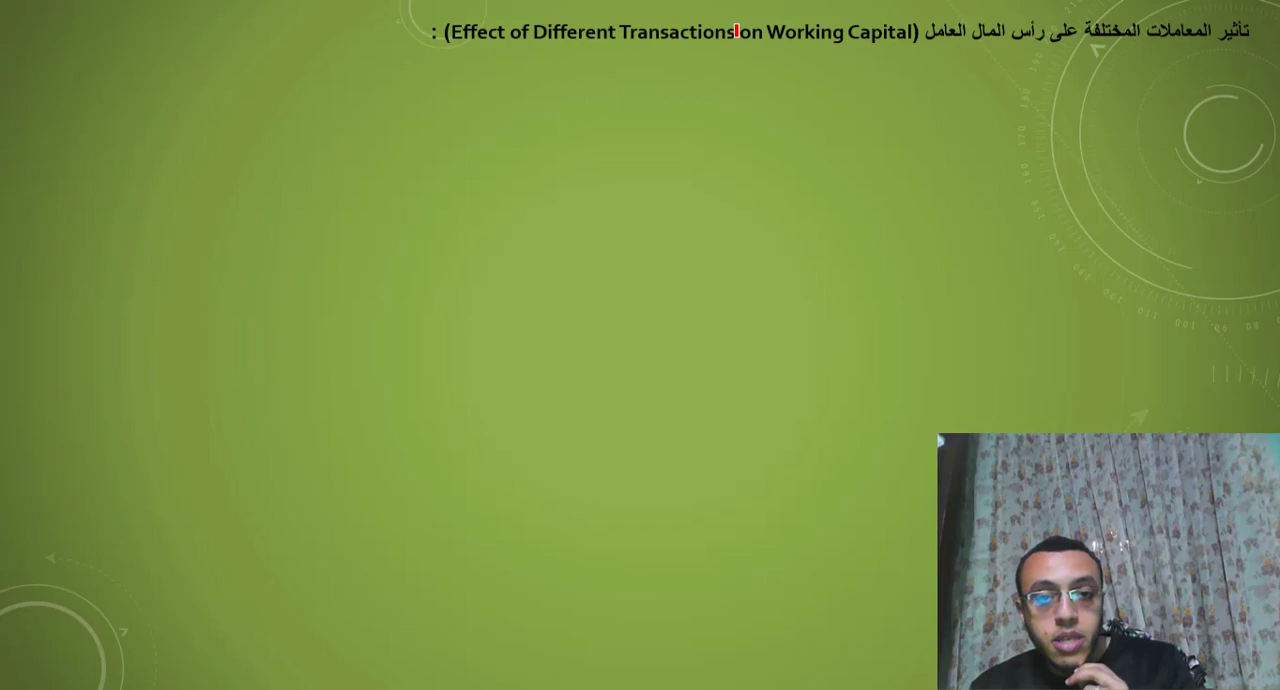 تأثير المعاملات المختلفة على رأس المال العامل (Effect of Different Transactions on Working Capital) :